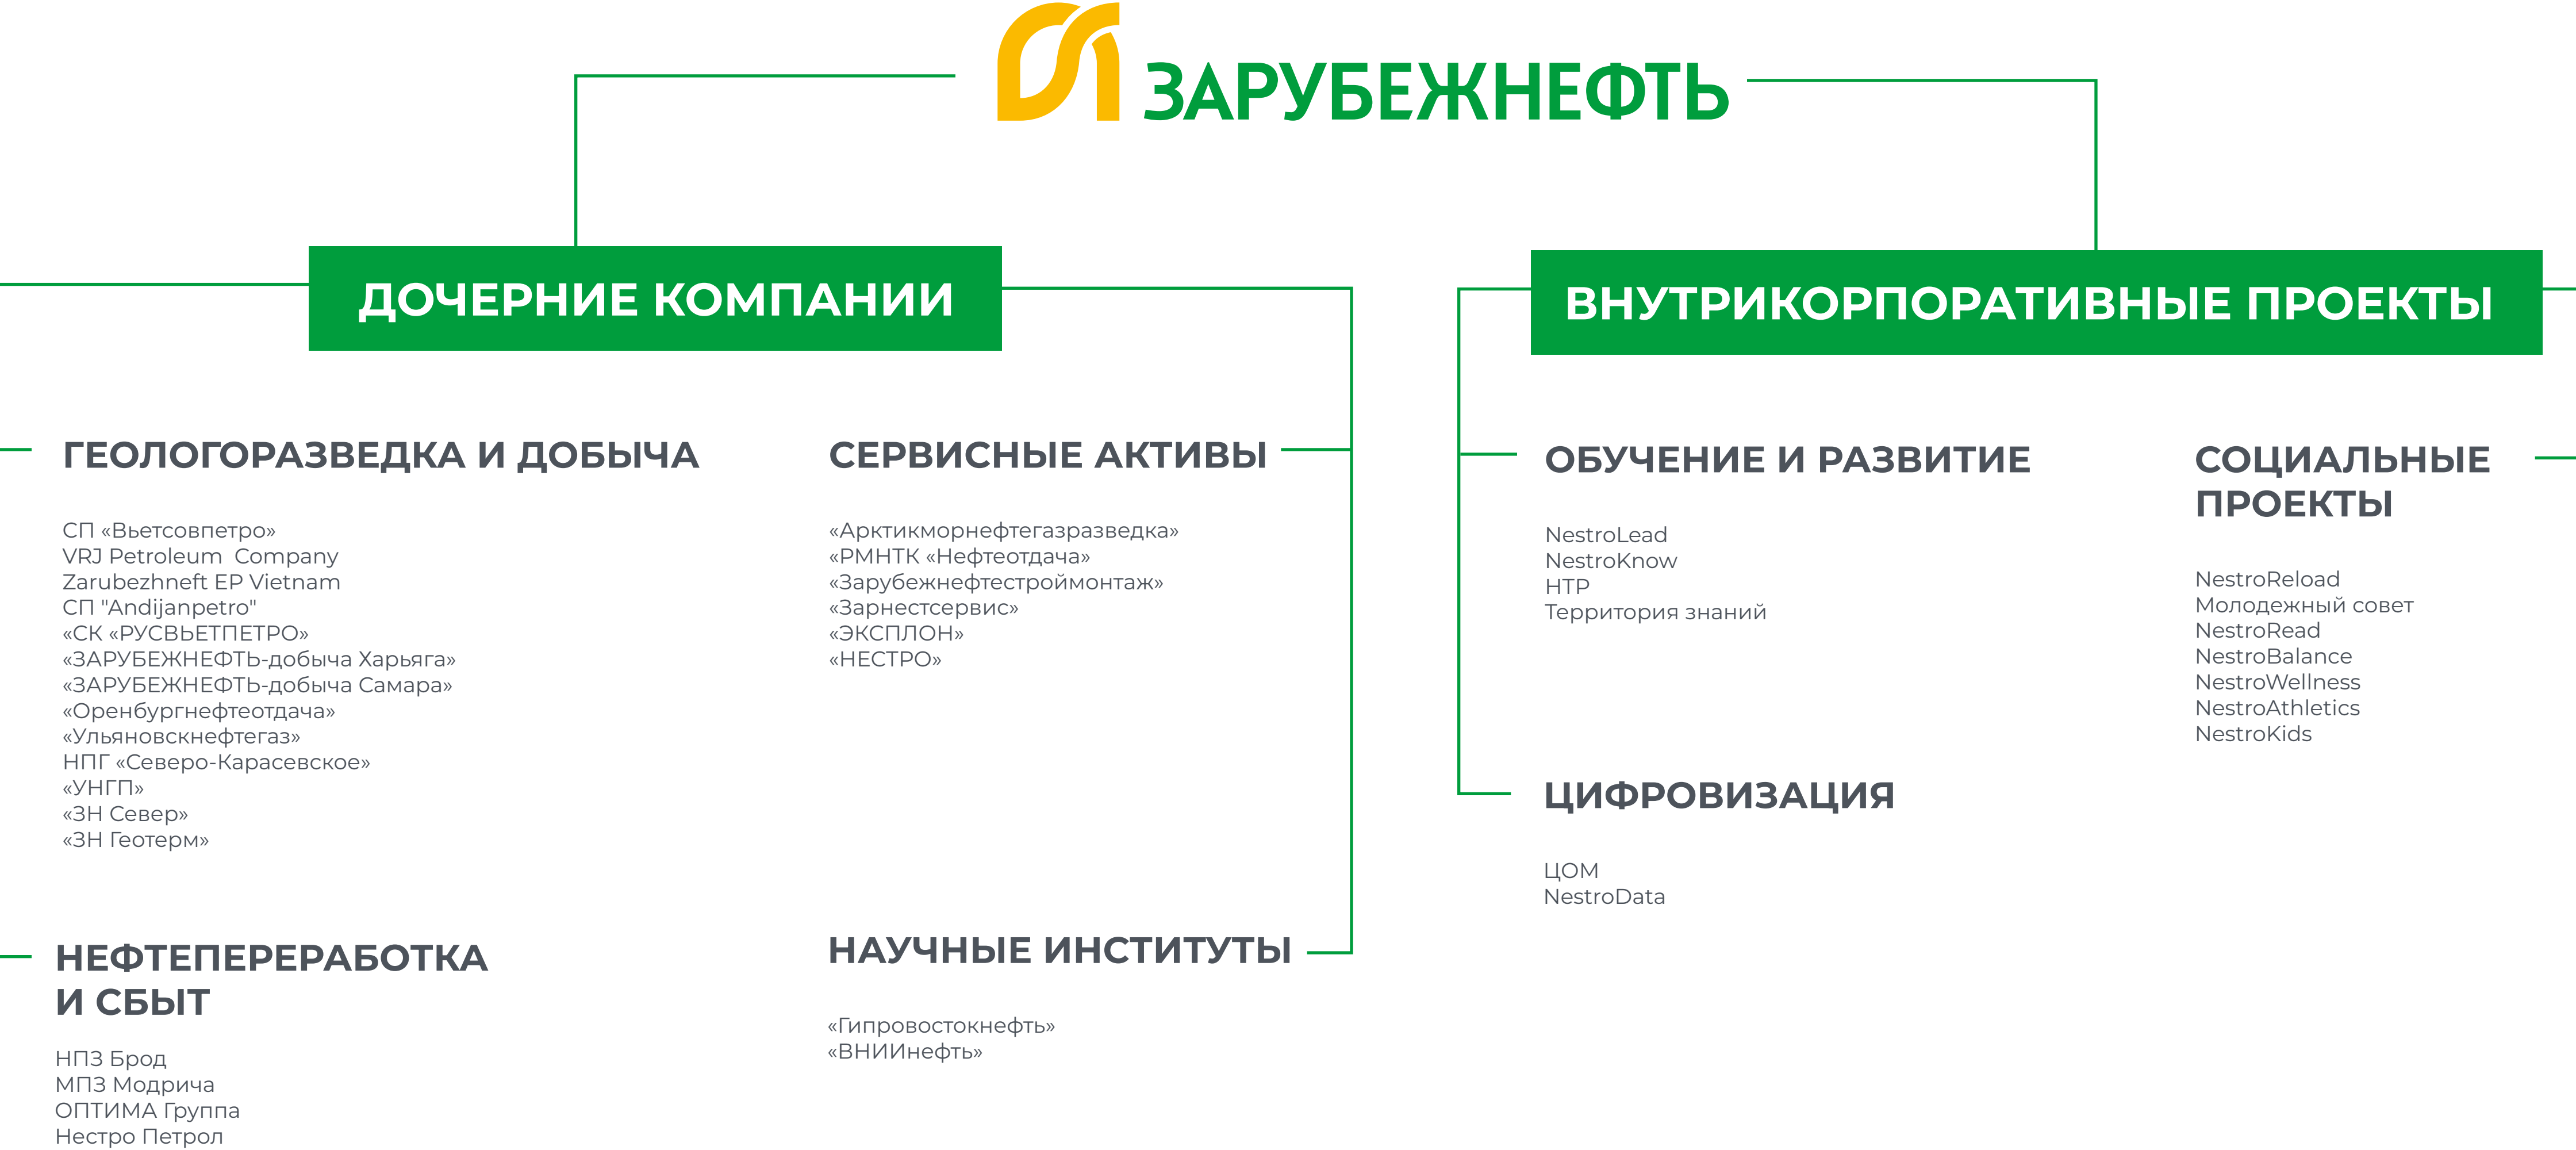 ЗАРУБЕЖНЕФТЬ
ДОЧЕРНИЕ КОМПАНИИ
ГЕОЛОГОРАЗВЕДКА И ДОБЫЧА
СП «Вьетсовпетро»
VRJ Petroleum Company
Zarubezhneft EP Vietnam
СП "Andijanpetro"
«СК «РУСВЬЕТПЕТРО»
«ЗАРУБЕЖНЕФТЬ-добыча Харьяга»
«ЗАРУБЕЖНЕФТЬ-добыча Самара»
«Оренбургнефтеотдача»
«Ульяновскнефтегаз»
НПГ «Северо-Карасевское»
«УНГП»
«ЗН Север»
«ЗН Геотерм»
НЕФТЕПЕРЕРАБОТКА
И СБЫТ
НПЗ Брод
МПЗ Модрича
ОПТИМА Группа
Нестро Петрол
СЕРВИСНЫЕ АКТИВЫ
«Арктикморнефтегазразведка»
«РМНТК «Нефтеотдача»
«Зарубежнефтестроймонтаж»
«Зарнестсервис»
«ЭКСПЛОН»
«НЕСТРО»
НАУЧНЫЕ ИНСТИТУТЫ
«Гипровостокнефть»
«ВНИИнефть»
ВНУТРИКОРПОРАТИВНЫЕ ПРОЕКТЫ
ОБУЧЕНИЕ И РАЗВИТИЕ
NestroLead
NestroKnow
НТР
Территория знаний
ЦИФРОВИЗАЦИЯ
ЦОМ
NestroData
СОЦИАЛЬНЫЕ
ПРОЕКТЫ
NestroReload
Молодежный совет
NestroRead
NestroBalance
NestroWellness
NestroAthletics
NestroKids